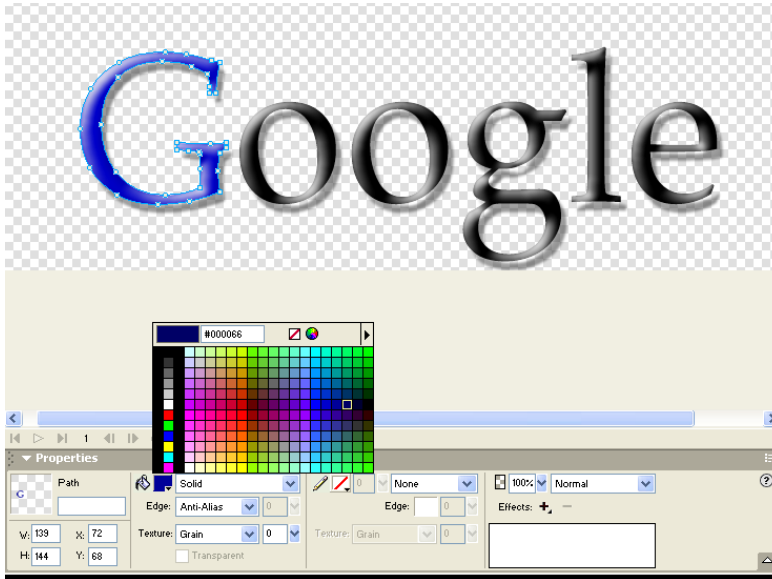 Google
#000066
1
Properties
Path
Solid
0
None
100%
Normal
Edge:
Anti-Alias
0
Edge:
0
Effects:
W:
139
X:
72
Texture:
Grain
0
Texture:
Grain
0
H:
144
Y:
68
Transparent